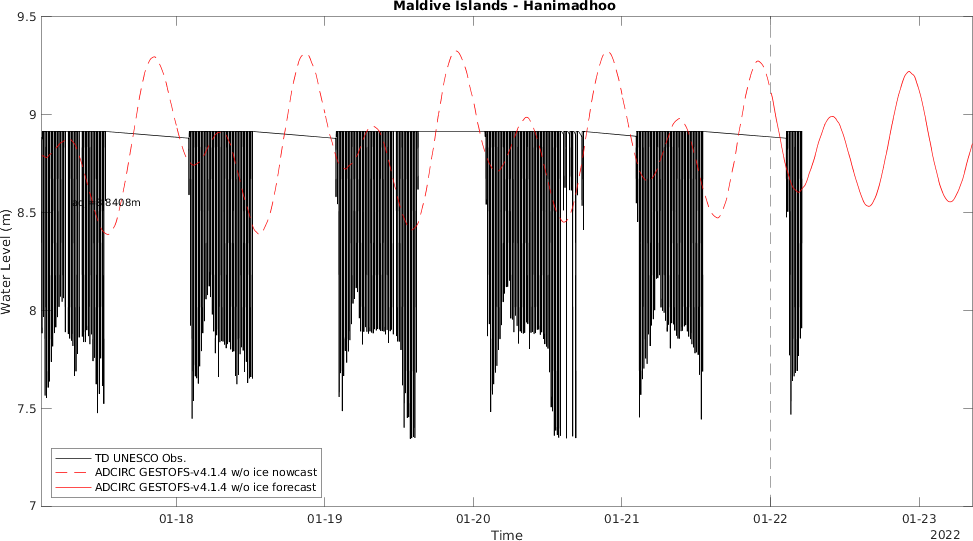 Maldive Islands - Hanimadhoo
9.5
9
8.5
8
7.5
7
Water Level (m)
8408m
TD UNESCO Obs.
ADCIRC GESTOFS-v4.1.4 w/o ice nowcast
ADCIRC GESTOFS-v4.1.4 w/o ice forecast
01-18
01-19
01-20
01-21
01-22
01-23
Time
2022